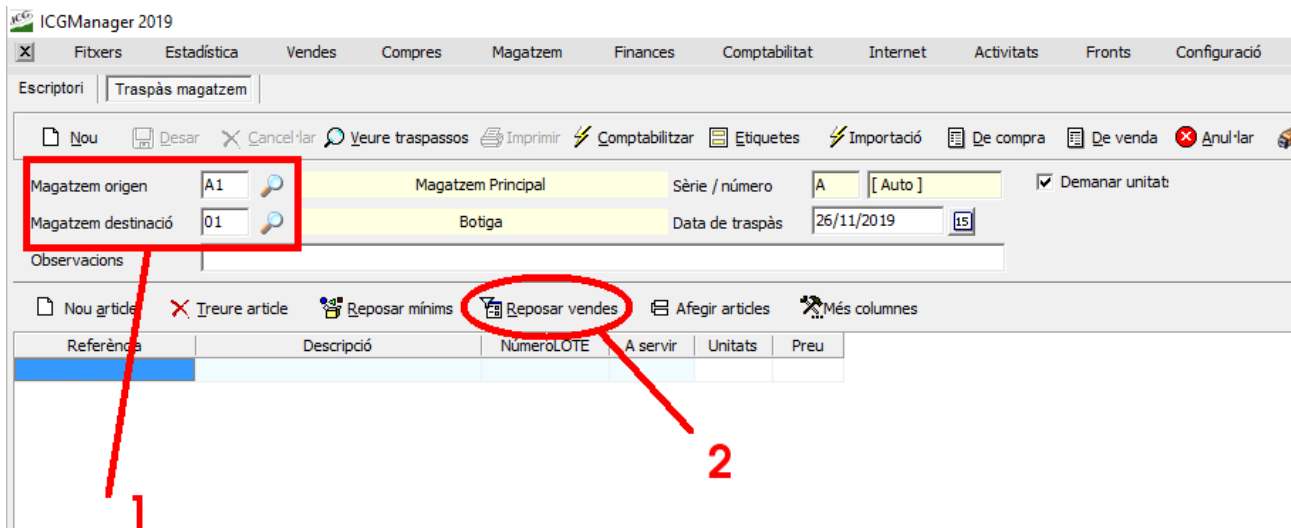 ICG ICGManager 2019
X Fitxers Estadística Vendes Compres Magatzem Finances Comptabilitat Internet Activitats Fronts Configuració
Escriptori Traspàs magatzem
Nou Desar Cancel·lar Veure traspassos Imprimir Comptabilitzar Etiquetes Importació De compra De venda Anul·lar
Magatzem origen A1 Magatzem Principal Sèrie / número A [ Auto ] Demanar unitats
Magatzem destinació 01 Botiga Data de traspàs 26/11/2019 15
Observacions
Nou article Treure article Reposar mínims Reposar vendes Afegir articles Més columnes
Referència Descripció NúmeroLOTE A servir Unitats Preu
2
1